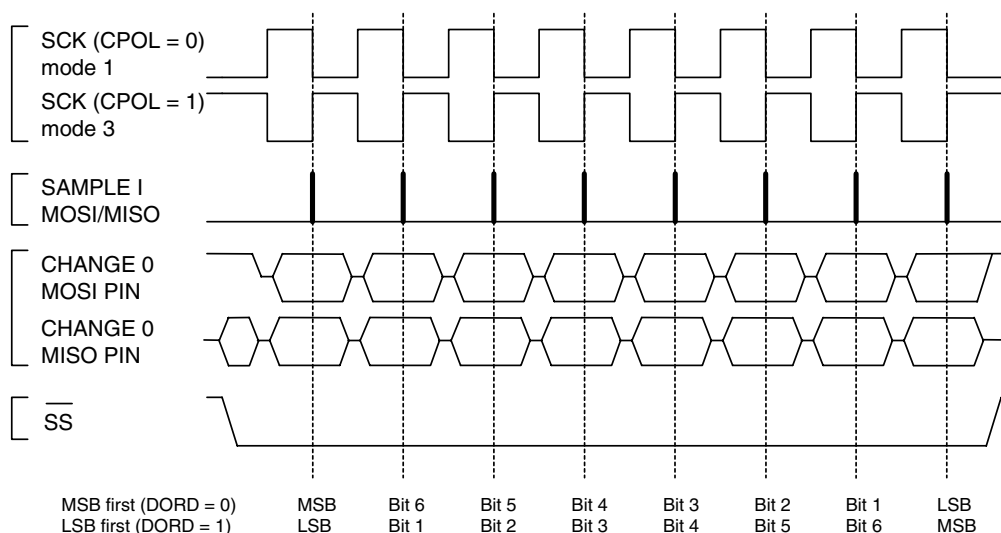 SCK (CPOL = 0)
mode 1
SCK (CPOL = 1)
mode 3
SAMPLE I
MOSI/MISO
CHANGE 0
MOSI PIN
CHANGE 0
MISO PIN
SS
MSB first (DORD = 0) MSB Bit 6 Bit 5 Bit 4 Bit 3 Bit 2 Bit 1 LSB
LSB first (DORD = 1) LSB Bit 1 Bit 2 Bit 3 Bit 4 Bit 5 Bit 6 MSB